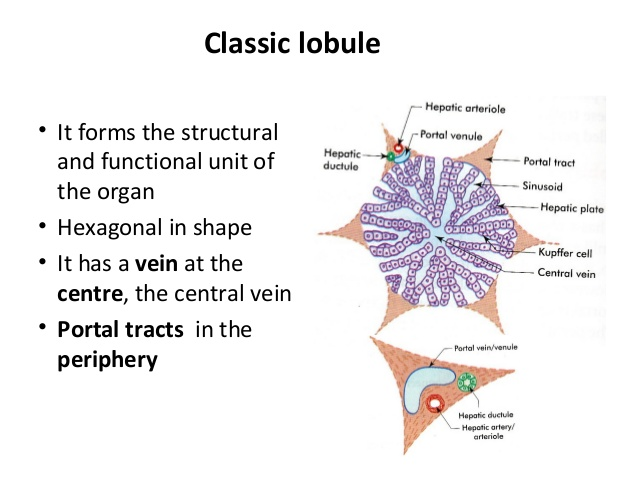 Classic lobule
• It forms the structural
and functional unit of
the organ
• Hexagonal in shape
• It has a vein at the
centre, the central vein
• Portal tracts in the
periphery
Hepatic arteriole
Portal venule
Hepatic
ductule
Portal tract
Sinusoid
Hepatic plate
Kupffer cell
Central vein
Portal vein/venule
Hepatic ductule
Hepatic artery/
arteriole